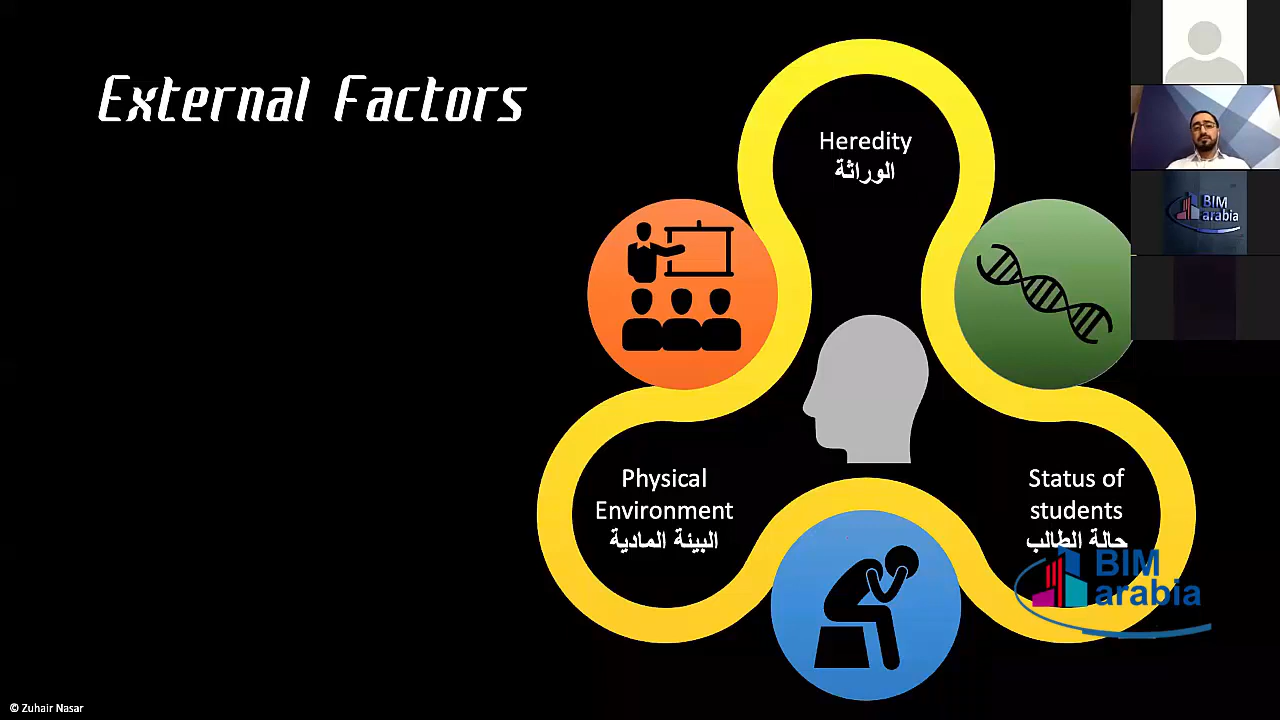 External Factors
Heredity
الوراثة
Physical
Environment
البيئة المادية
Status of
students
حالة الطالب
BIM
arabia
BIM
arabia
© Zuhair Nasar